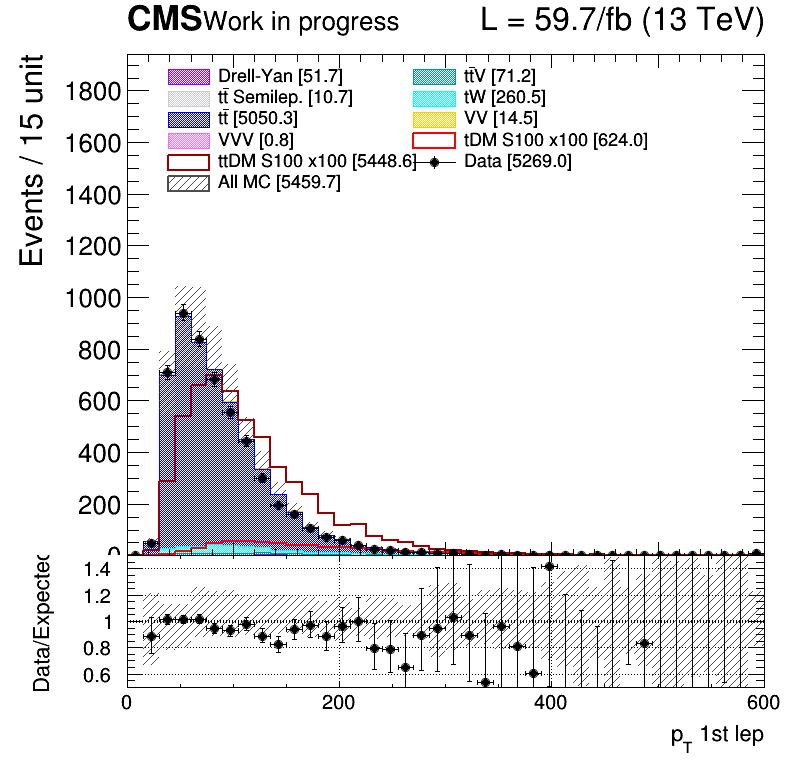 CMS Work in progress L = 59.7/fb (13 TeV)
Events / 15 unit
1800
1600
1400
1200
1000
800
600
400
200
0
Drell-Yan [51.7]
tt̄ Semilep. [10.7]
tt̄ [5050.3]
VVV [0.8]
ttDM S100 x100 [5448.6]
All MC [5459.7]
tt̄V [71.2]
tW [260.5]
VV [14.5]
tDM S100 x100 [624.0]
Data [5269.0]
Data/Expected
1.4
1.2
1
0.8
0.6
0 200 400 600
p_T 1st lep